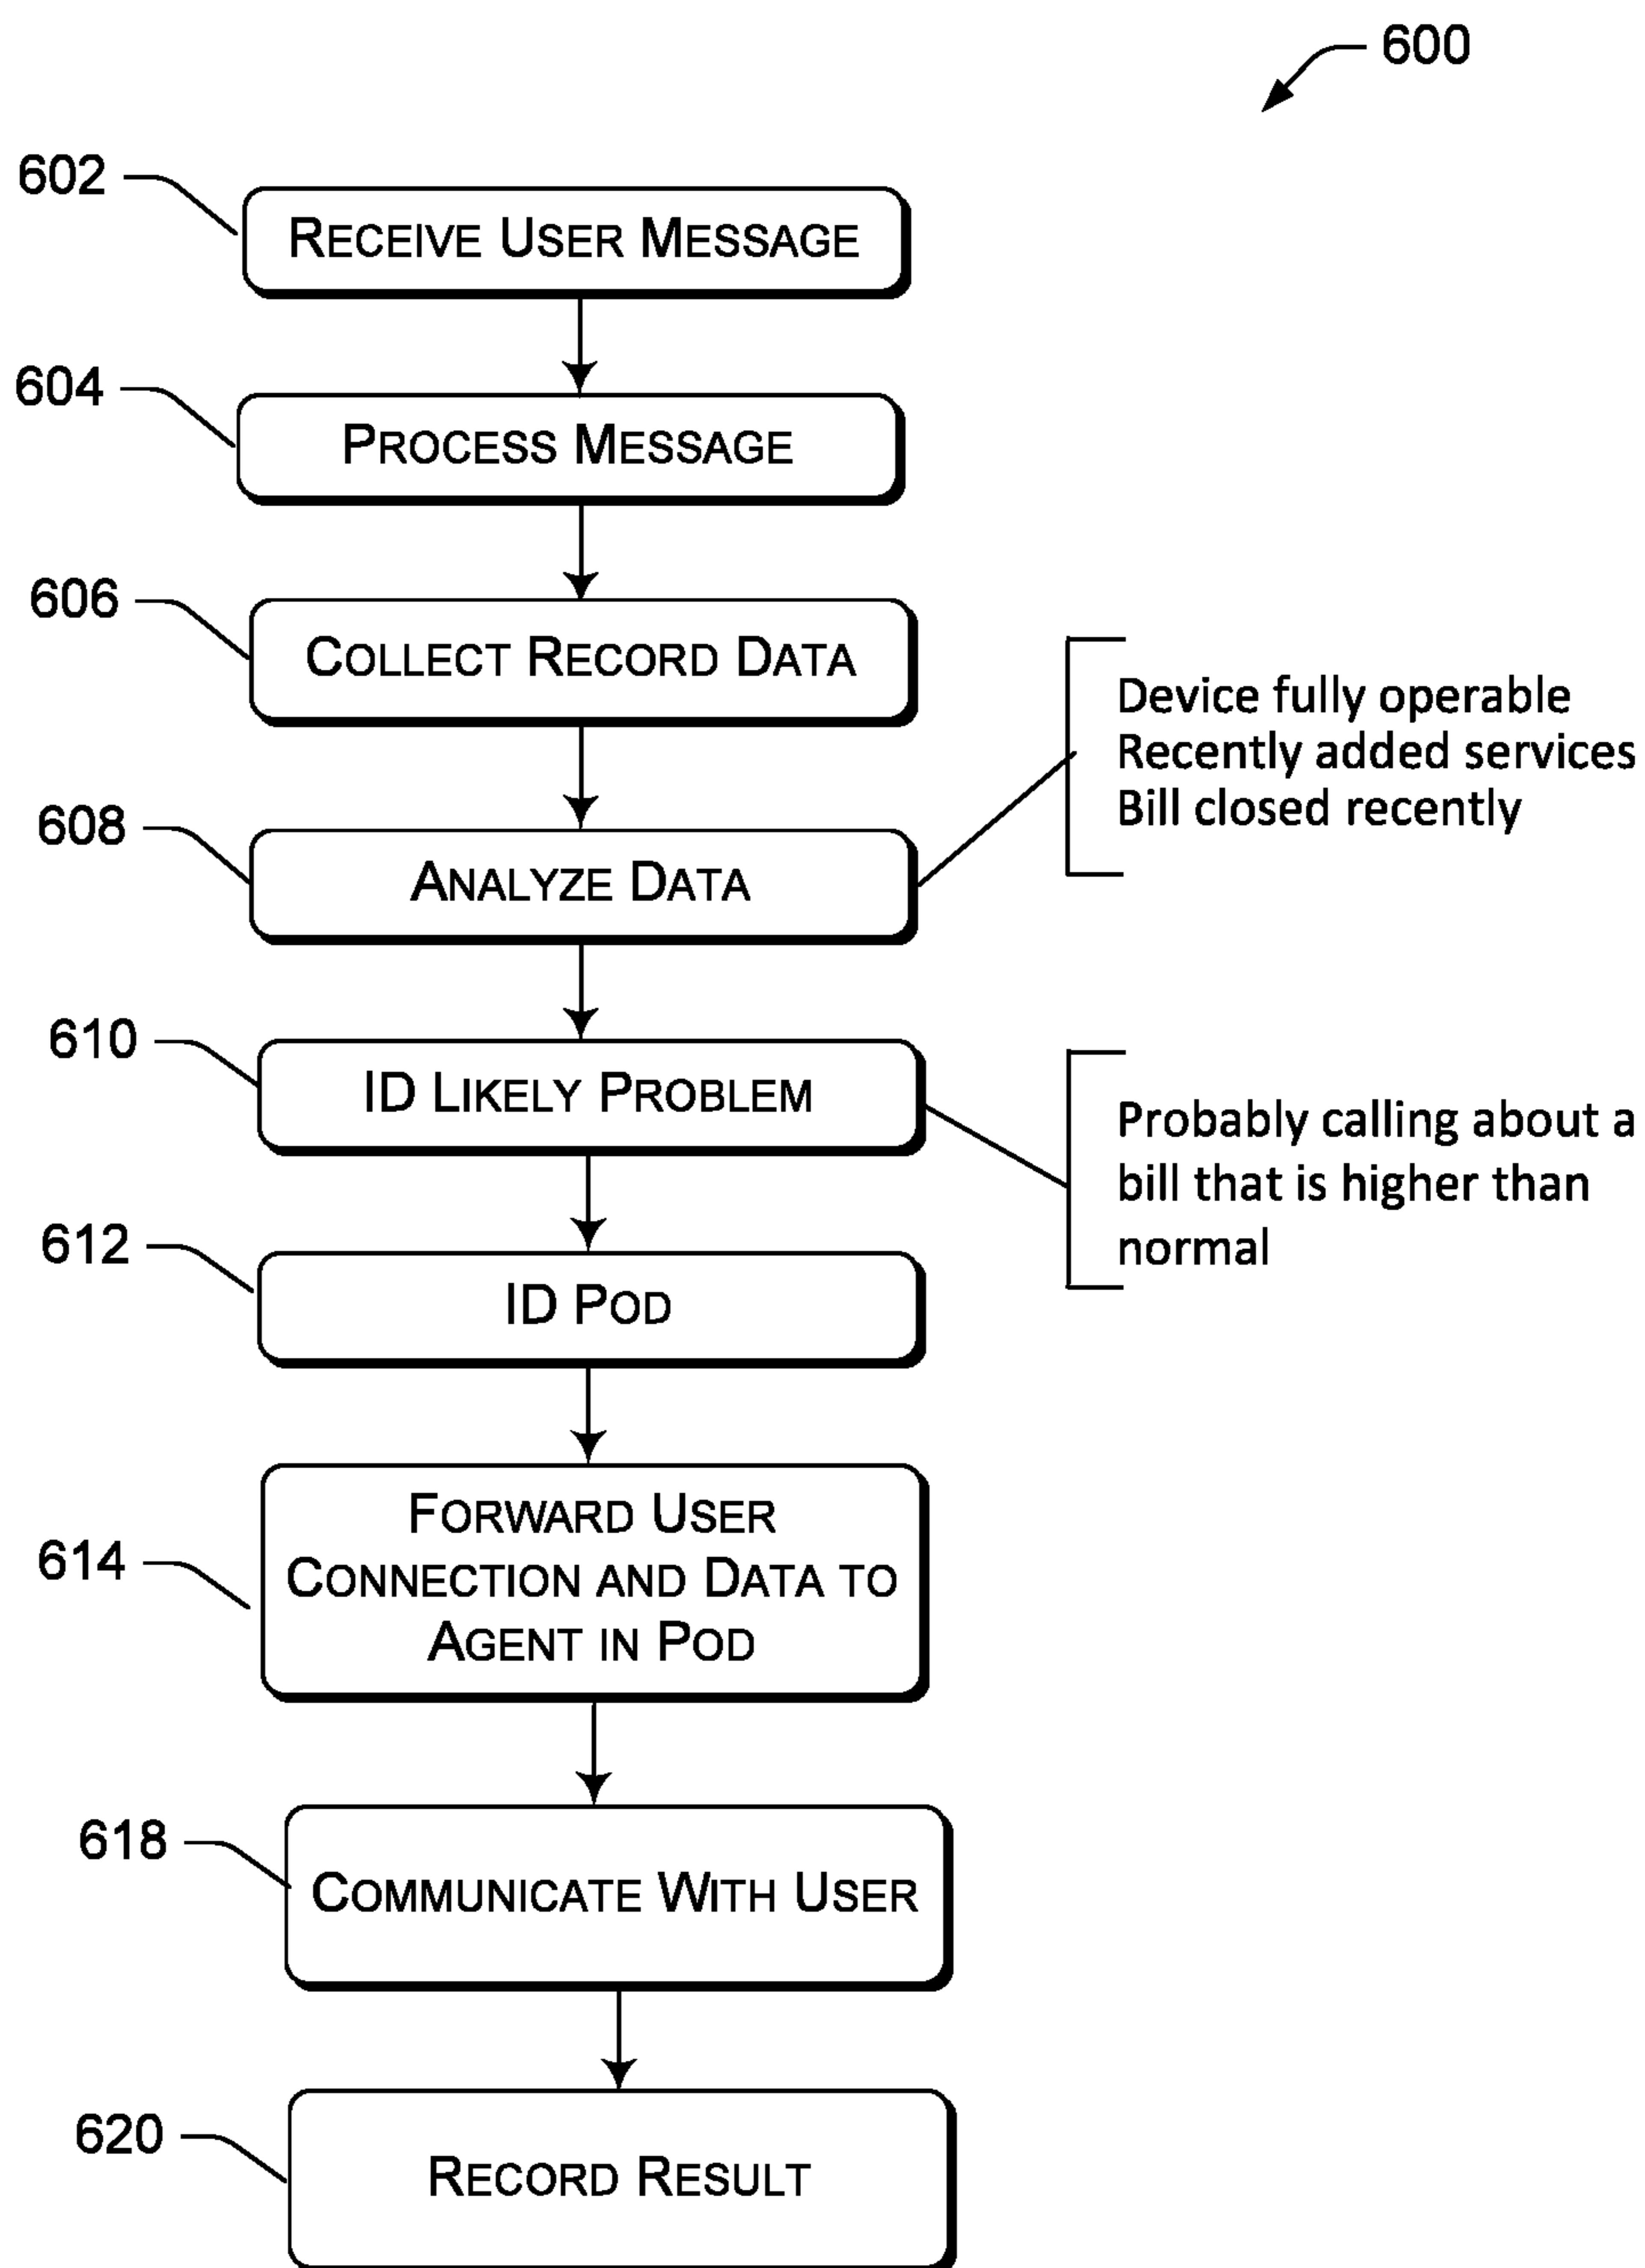 600
602
RECEIVE USER MESSAGE
604
PROCESS MESSAGE
606
COLLECT RECORD DATA
Device fully operable
Recently added services
Bill closed recently
608
ANALYZE DATA
610
ID LIKELY PROBLEM
Probably calling about a
bill that is higher than
normal
612
ID POD
614
FORWARD USER
CONNECTION AND DATA TO
AGENT IN POD
618
COMMUNICATE WITH USER
620
RECORD RESULT